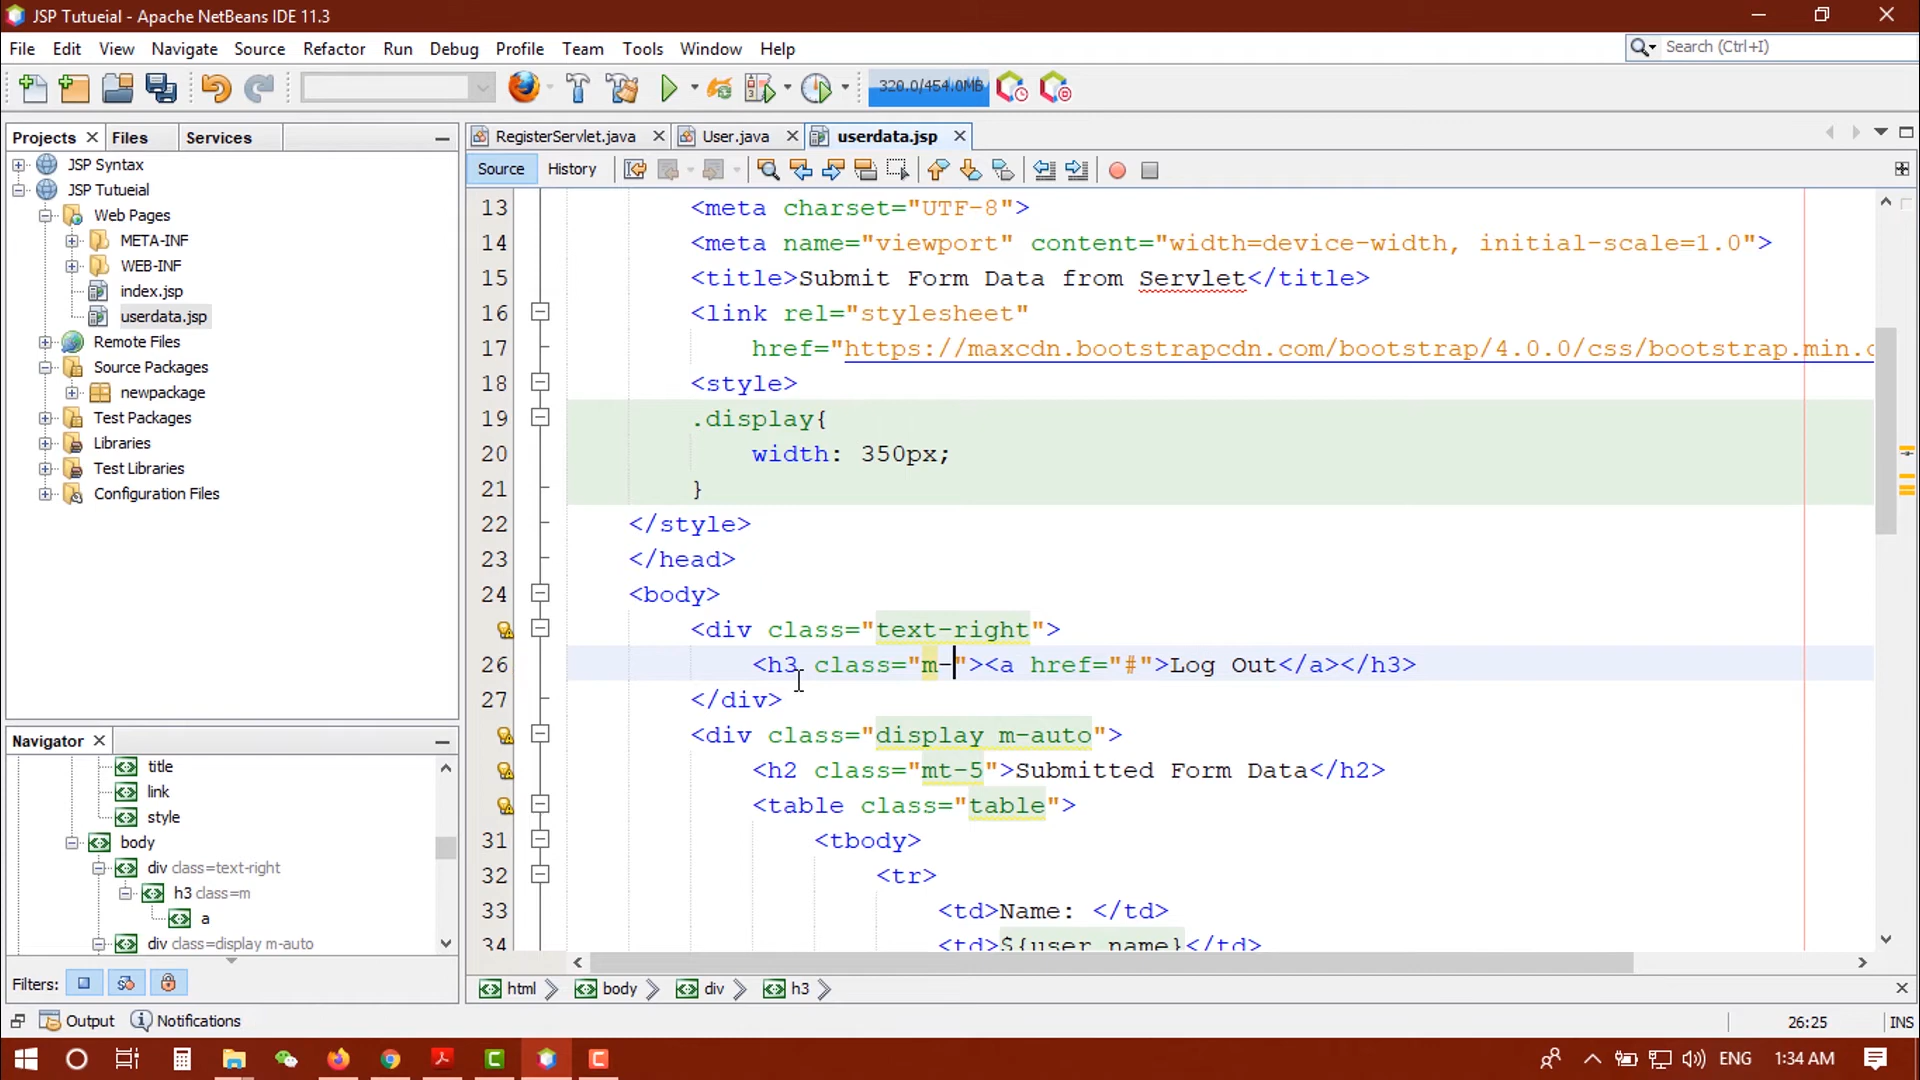 JSP Tutueial - Apache NetBeans IDE 11.3
File Edit View Navigate Source Refactor Run Debug Profile Team Tools Window Help
Search (Ctrl+I)
320.0/454.0MB
Projects Files Services
RegisterServlet.java User.java userdata.jsp
Source History
JSP Syntax
JSP Tutueial
Web Pages
META-INF
WEB-INF
index.jsp
userdata.jsp
Remote Files
Source Packages
newpackage
Test Packages
Libraries
Test Libraries
Configuration Files
13 <meta charset="UTF-8">
14 <meta name="viewport" content="width=device-width, initial-scale=1.0">
15 <title>Submit Form Data from Servlet</title>
16 <link rel="stylesheet"
17 href="https://maxcdn.bootstrapcdn.com/bootstrap/4.0.0/css/bootstrap.min.c
18 <style>
19 .display{
20 width: 350px;
21 }
22 </style>
23 </head>
24 <body>
<div class="text-right">
26 <h3 class="m-"><a href="#">Log Out</a></h3>
27 </div>
<div class="display m-auto">
<h2 class="mt-5">Submitted Form Data</h2>
<table class="table">
31 <tbody>
32 <tr>
33 <td>Name: </td>
34 <td>${user name}</td>
Navigator
title
link
style
body
div class=text-right
h3 class=m
a
div class=display m-auto
Filters:
html body div h3
Output Notifications
26:25 INS
ENG 1:34 AM